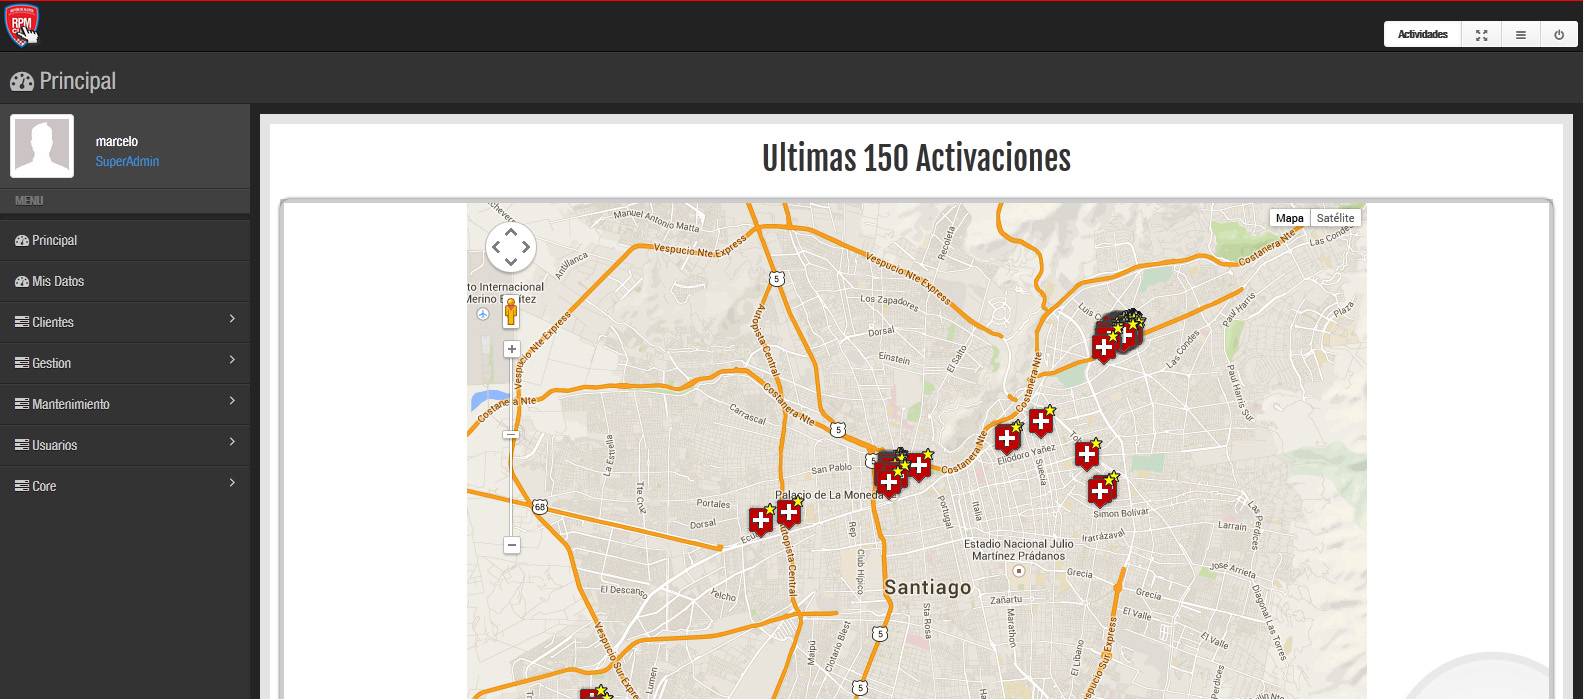 RPM
Actividades
Principal
marcelo
SuperAdmin
MENU
Principal
Mis Datos
Clientes
Gestion
Mantenimiento
Usuarios
Core
Ultimas 150 Activaciones
Mapa
Satélite
Manuel Antonio Matta
Vespucio Nte Express
Recoleta
Costanera Nte
Las Condes
Antillanca
5
Vespucio Nte Express
to Internacional
Merino Benítez
Los Zapadores
Paul Harris
Plaza
Luis C
Autopista Central
Vespucio Nte Express
Dorsal
Einstein
El Salto
Las Condes
Costanera Nte
Paul Harris Sur
Costanera Nte
Costanera Nte
Carrascal
5
La Estrella
Eliodoro Yañez
Suecia
5
Costanera Nte
San Pablo
Palacio de La Moneda
Tte Cruz
Portales
68
Dorsal
Rep
Portugal
Italia
Simon Bolivar
Larrain
Las Perdices
Irarrázaval
Estadio Nacional Julio
Martínez Prádanos
Autopista Central
Club Hípico
Grecia
José Arrieta
Santiago
El Descanso
Yelcho
Zañartu
Grecia
El Valle
Diagonal Las Torres
Sta Rosa
Marathon
Vespucio Sur Express
5
Maipú
Clotario Blest
El Líbano
Vespucio Sur Express
El Valle
Lumen
5
Perdices